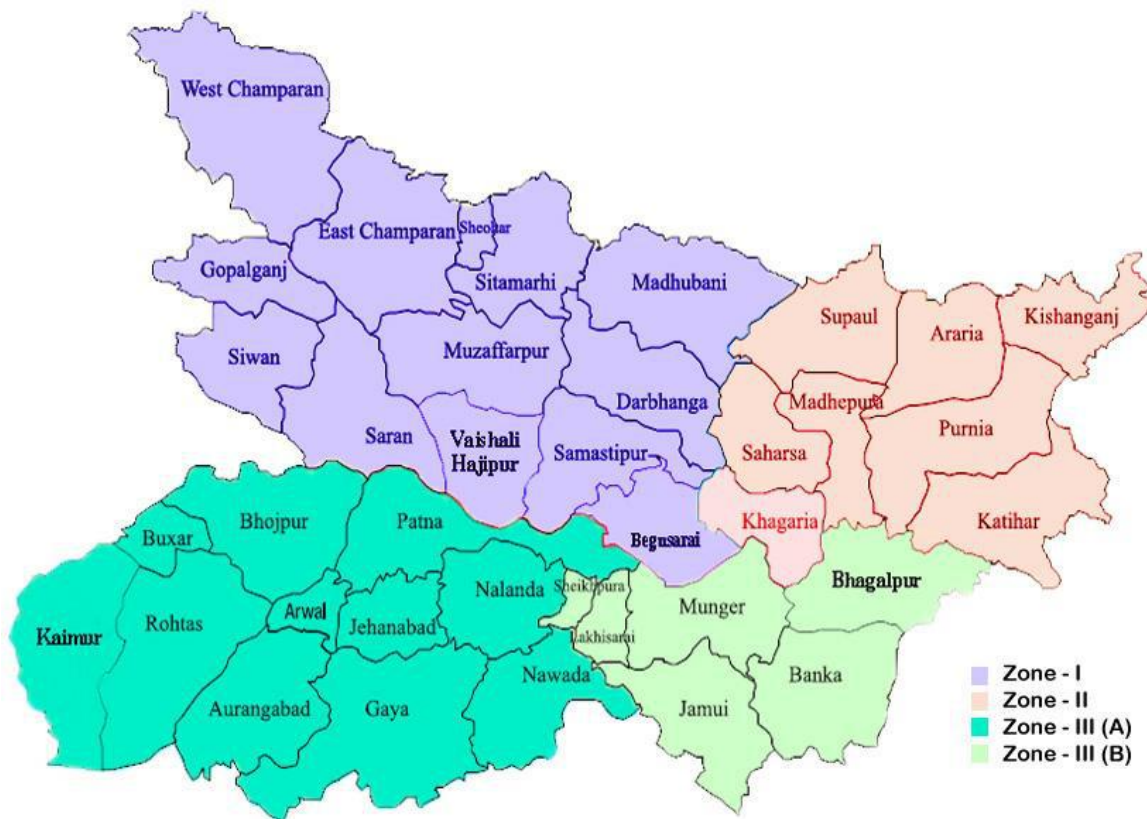 West Champaran
East Champaran
Sheohar
Sitamarhi
Gopalganj
Madhubani
Siwan
Muzaffarpur
Darbhanga
Saran
Vaishali
Hajipur
Samastipur
Begusarai
Supaul
Araria
Kishanganj
Madhepura
Saharsa
Purnia
Khagaria
Katihar
Bhojpur
Patna
Buxar
Nalanda
Sheikhpura
Munger
Bhagalpur
Kaimur
Rohtas
Arwal
Jehanabad
Lakhisarai
Nawada
Banka
Aurangabad
Gaya
Jamui
Zone - I
Zone - II
Zone - III (A)
Zone - III (B)